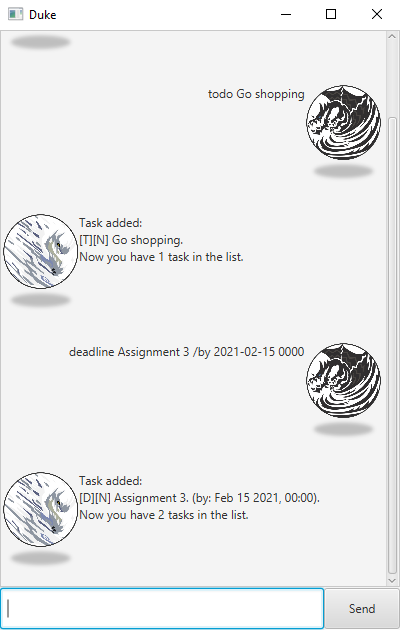 Duke
todo Go shopping
Task added:
[T][N] Go shopping.
Now you have 1 task in the list.
deadline Assignment 3 /by 2021-02-15 0000
Task added:
[D][N] Assignment 3. (by: Feb 15 2021, 00:00).
Now you have 2 tasks in the list.
Send